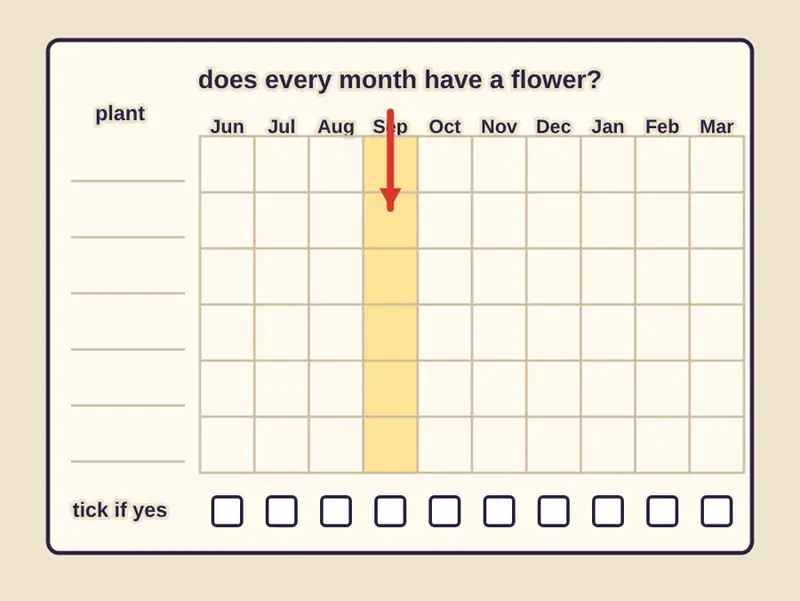 does every month have a flower?
plant
Jun Jul Aug Sep Oct Nov Dec Jan Feb Mar
tick if yes